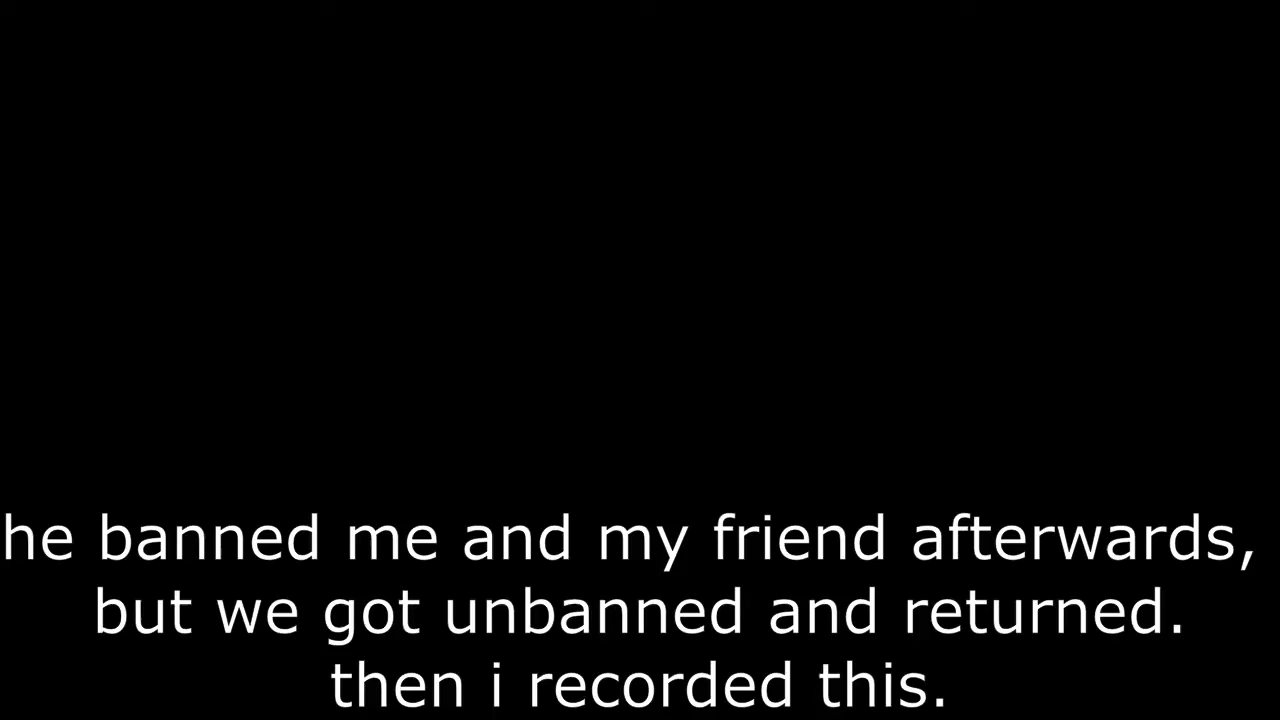 he banned me and my friend afterwards,
but we got unbanned and returned.
then i recorded this.